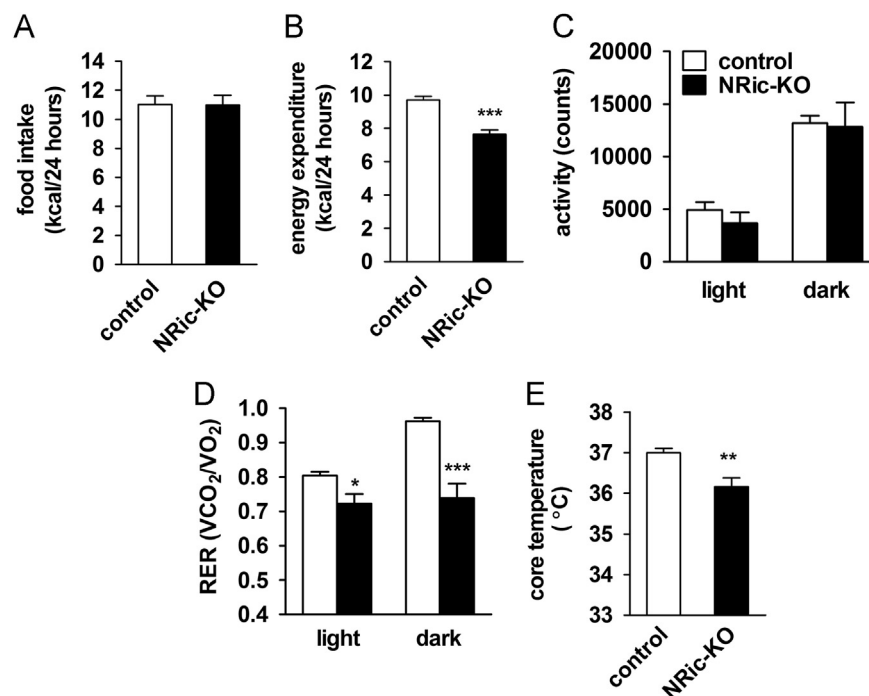 A
food intake
(kcal/24 hours)
14
12
10
8
6
4
2
0
control
NRic-KO
B
energy expenditure
(kcal/24 hours)
12
10
8
6
4
2
0
***
control
NRic-KO
C
activity (counts)
20000
15000
10000
5000
0
control
NRic-KO
light
dark
D
RER (VCO₂/VO₂)
1.0
0.9
0.8
0.7
0.6
0.5
0.4
*
***
light
dark
E
core temperature
(°C)
38
37
36
35
34
33
**
control
NRic-KO